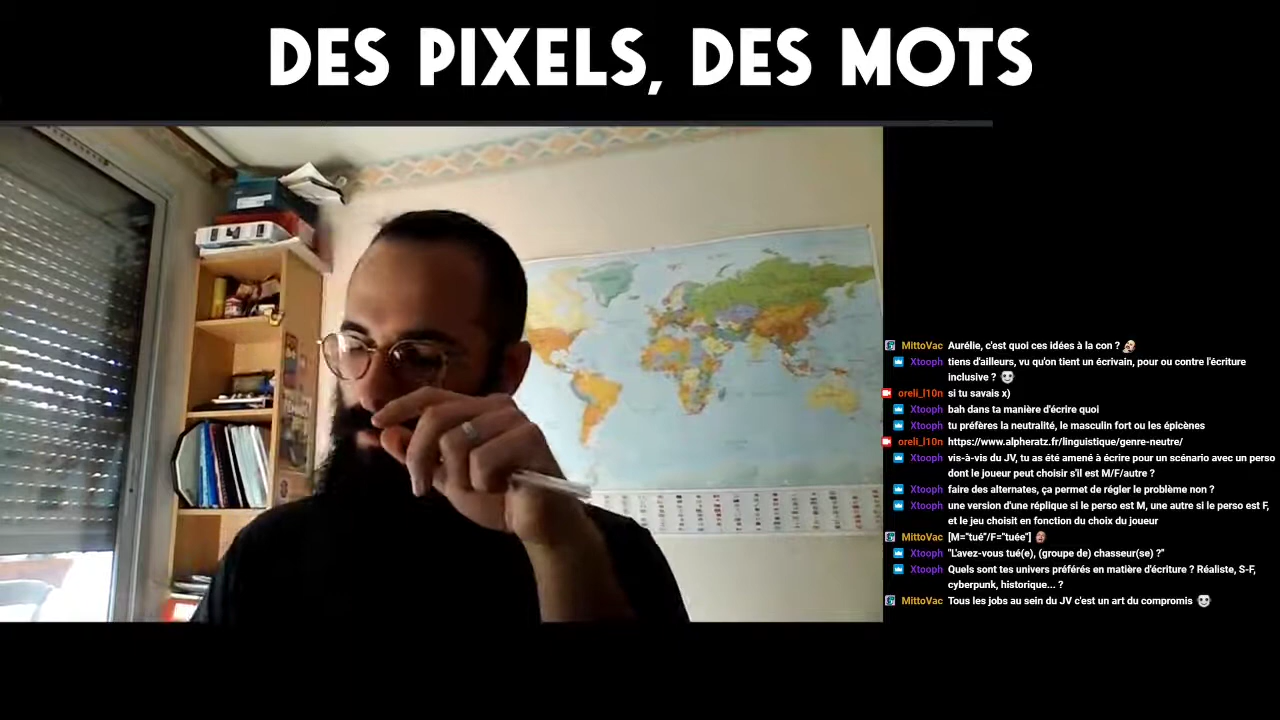 DES PIXELS, DES MOTS
MittoVac Aurélie, c'est quoi ces idées à la con ?
Xtooph tiens d'ailleurs, vu qu'on tient un écrivain, pour ou contre l'écriture
inclusive ?
oreli_l10n si tu savais x)
Xtooph bah dans ta manière d'écrire quoi
Xtooph tu préfères la neutralité, le masculin fort ou les épicènes
oreli_l10n https://www.alpheratz.fr/linguistique/genre-neutre/
Xtooph vis-à-vis du JV, tu as été amené à écrire pour un scénario avec un perso
dont le joueur peut choisir s'il est M/F/autre ?
Xtooph faire des alternates, ça permet de régler le problème non ?
Xtooph une version d'une réplique si le perso est M, une autre si le perso est F,
et le jeu choisit en fonction du choix du joueur
MittoVac [M="tué"/F="tuée"]
Xtooph "L'avez-vous tué(e), (groupe de) chasseur(se) ?"
Xtooph Quels sont tes univers préférés en matière d'écriture ? Réaliste, S-F,
cyberpunk, historique... ?
MittoVac Tous les jobs au sein du JV c'est un art du compromis